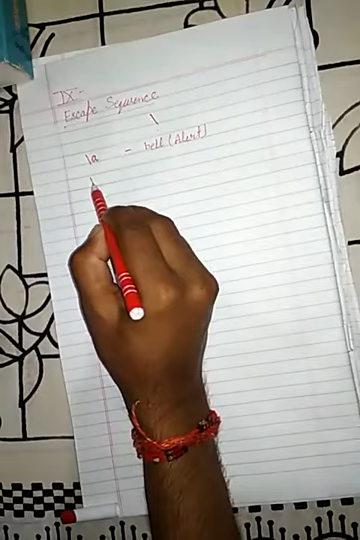 IX:-
Escape Sequence
\
\a - bell (Alert)